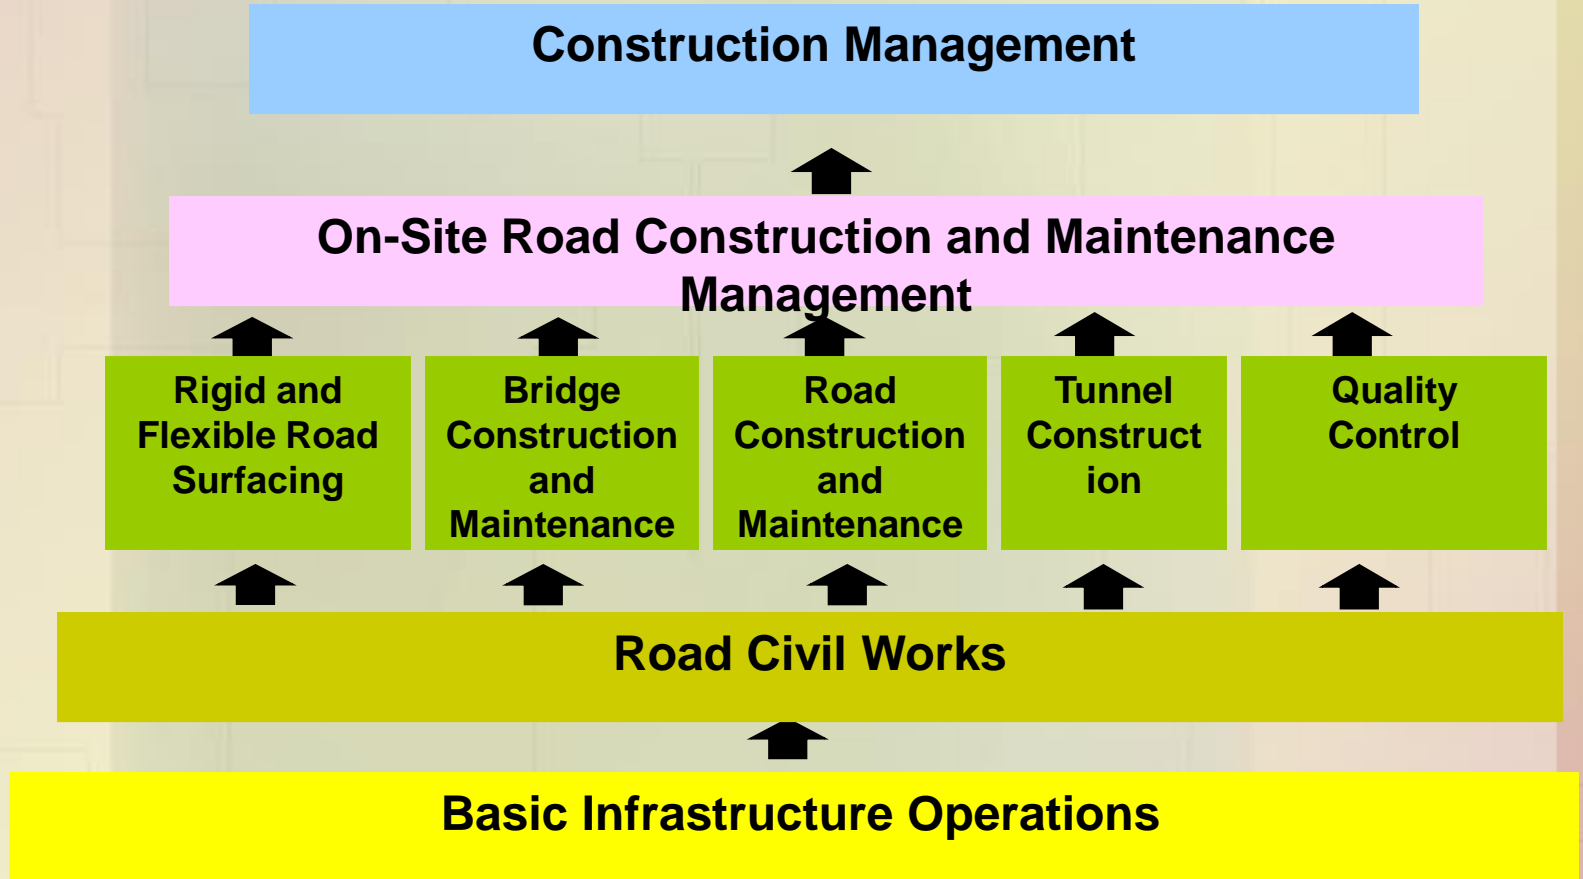 Construction Management
On-Site Road Construction and Maintenance
Management
Rigid and
Flexible Road
Surfacing
Bridge
Construction
and
Maintenance
Road
Construction
and
Maintenance
Tunnel
Construct
ion
Quality
Control
Road Civil Works
Basic Infrastructure Operations